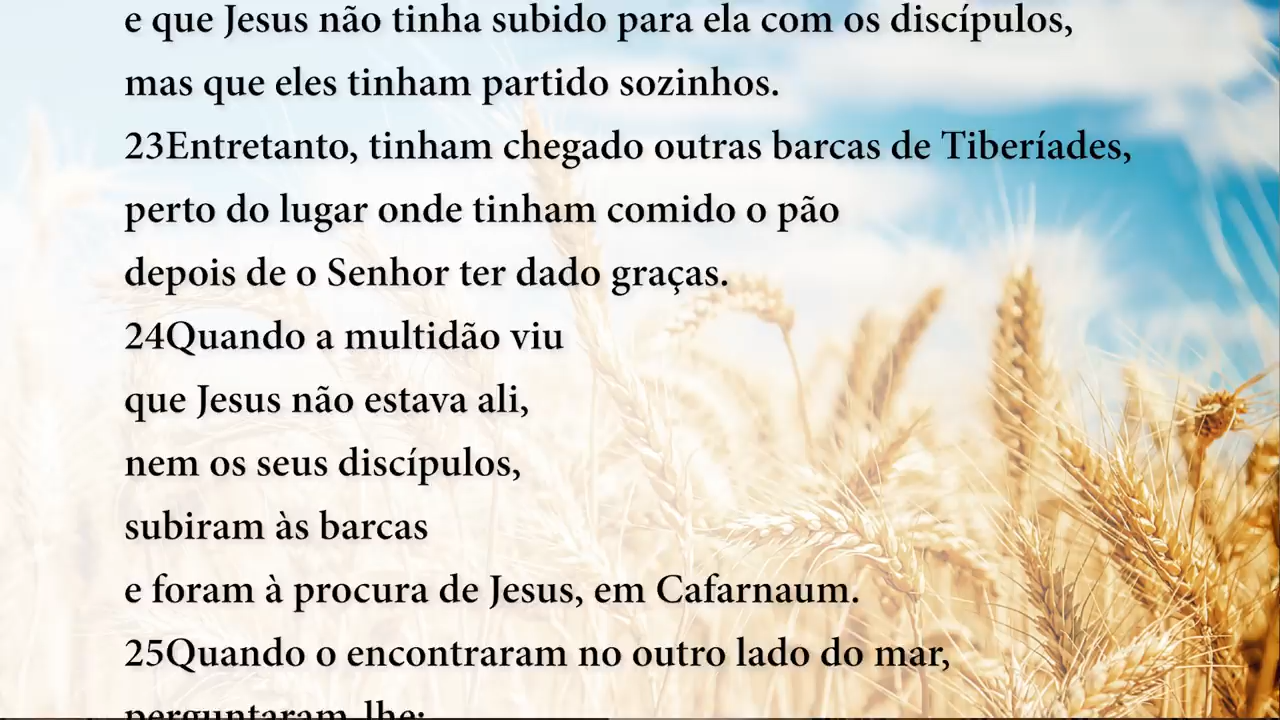 e que Jesus não tinha subido para ela com os discípulos,
mas que eles tinham partido sozinhos.
23Entretanto, tinham chegado outras barcas de Tiberíades,
perto do lugar onde tinham comido o pão
depois de o Senhor ter dado graças.
24Quando a multidão viu
que Jesus não estava ali,
nem os seus discípulos,
subiram às barcas
e foram à procura de Jesus, em Cafarnaum.
25Quando o encontraram no outro lado do mar,
perguntaram-lhe: